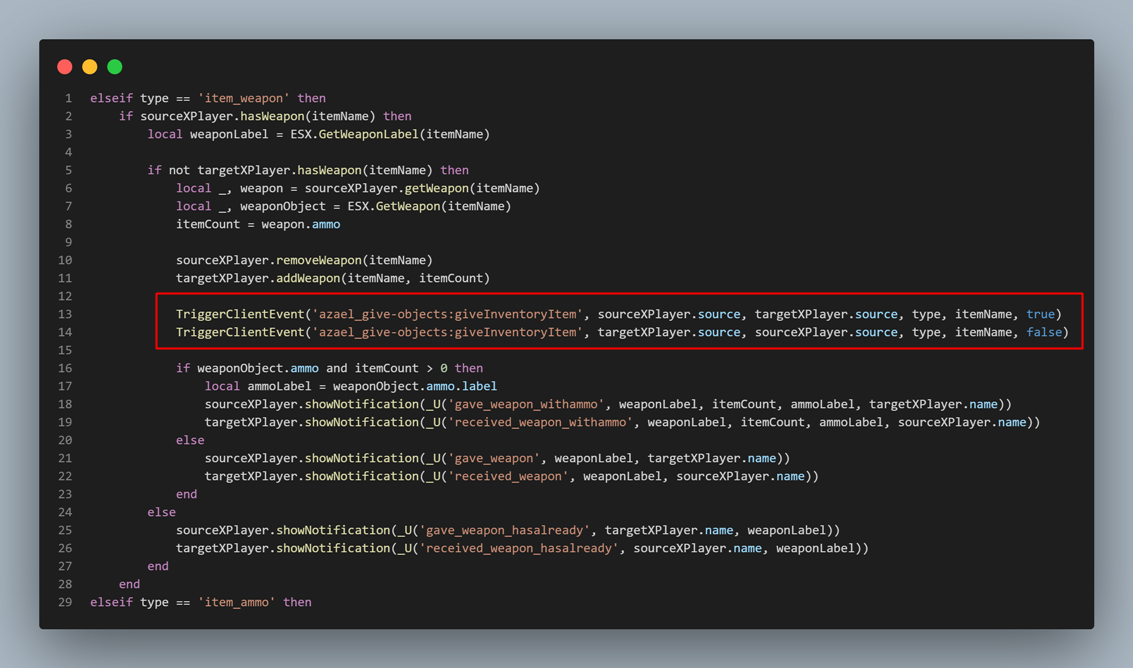 1 elseif type == 'item_weapon' then
2 if sourceXPlayer.hasWeapon(itemName) then
3 local weaponLabel = ESX.GetWeaponLabel(itemName)
4
5 if not targetXPlayer.hasWeapon(itemName) then
6 local _, weapon = sourceXPlayer.getWeapon(itemName)
7 local _, weaponObject = ESX.GetWeapon(itemName)
8 itemCount = weapon.ammo
9
10 sourceXPlayer.removeWeapon(itemName)
11 targetXPlayer.addWeapon(itemName, itemCount)
12
13 TriggerClientEvent('azael_give-objects:giveInventoryItem', sourceXPlayer.source, targetXPlayer.source, type, itemName, true)
14 TriggerClientEvent('azael_give-objects:giveInventoryItem', targetXPlayer.source, sourceXPlayer.source, type, itemName, false)
15
16 if weaponObject.ammo and itemCount > 0 then
17 local ammoLabel = weaponObject.ammo.label
18 sourceXPlayer.showNotification(_U('gave_weapon_withammo', weaponLabel, itemCount, ammoLabel, targetXPlayer.name))
19 targetXPlayer.showNotification(_U('received_weapon_withammo', weaponLabel, itemCount, ammoLabel, sourceXPlayer.name))
20 else
21 sourceXPlayer.showNotification(_U('gave_weapon', weaponLabel, targetXPlayer.name))
22 targetXPlayer.showNotification(_U('received_weapon', weaponLabel, sourceXPlayer.name))
23 end
24 else
25 sourceXPlayer.showNotification(_U('gave_weapon_hasalready', targetXPlayer.name, weaponLabel))
26 targetXPlayer.showNotification(_U('received_weapon_hasalready', sourceXPlayer.name, weaponLabel))
27 end
28 end
29 elseif type == 'item_ammo' then